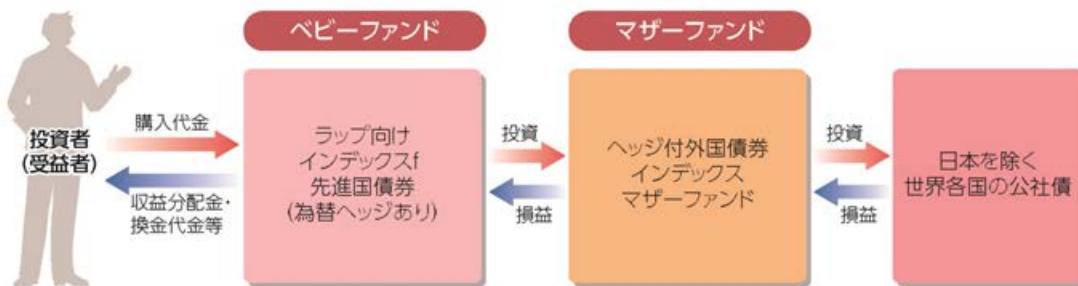 ベビーファンド
マザーファンド
投資者
(受益者)
購入代金
収益分配金・
換金代金等
ラップ向け
インデックスf
先進国債券
(為替ヘッジあり)
投資
損益
ヘッジ付外国債券
インデックス
マザーファンド
投資
損益
日本を除く
世界各国の公社債